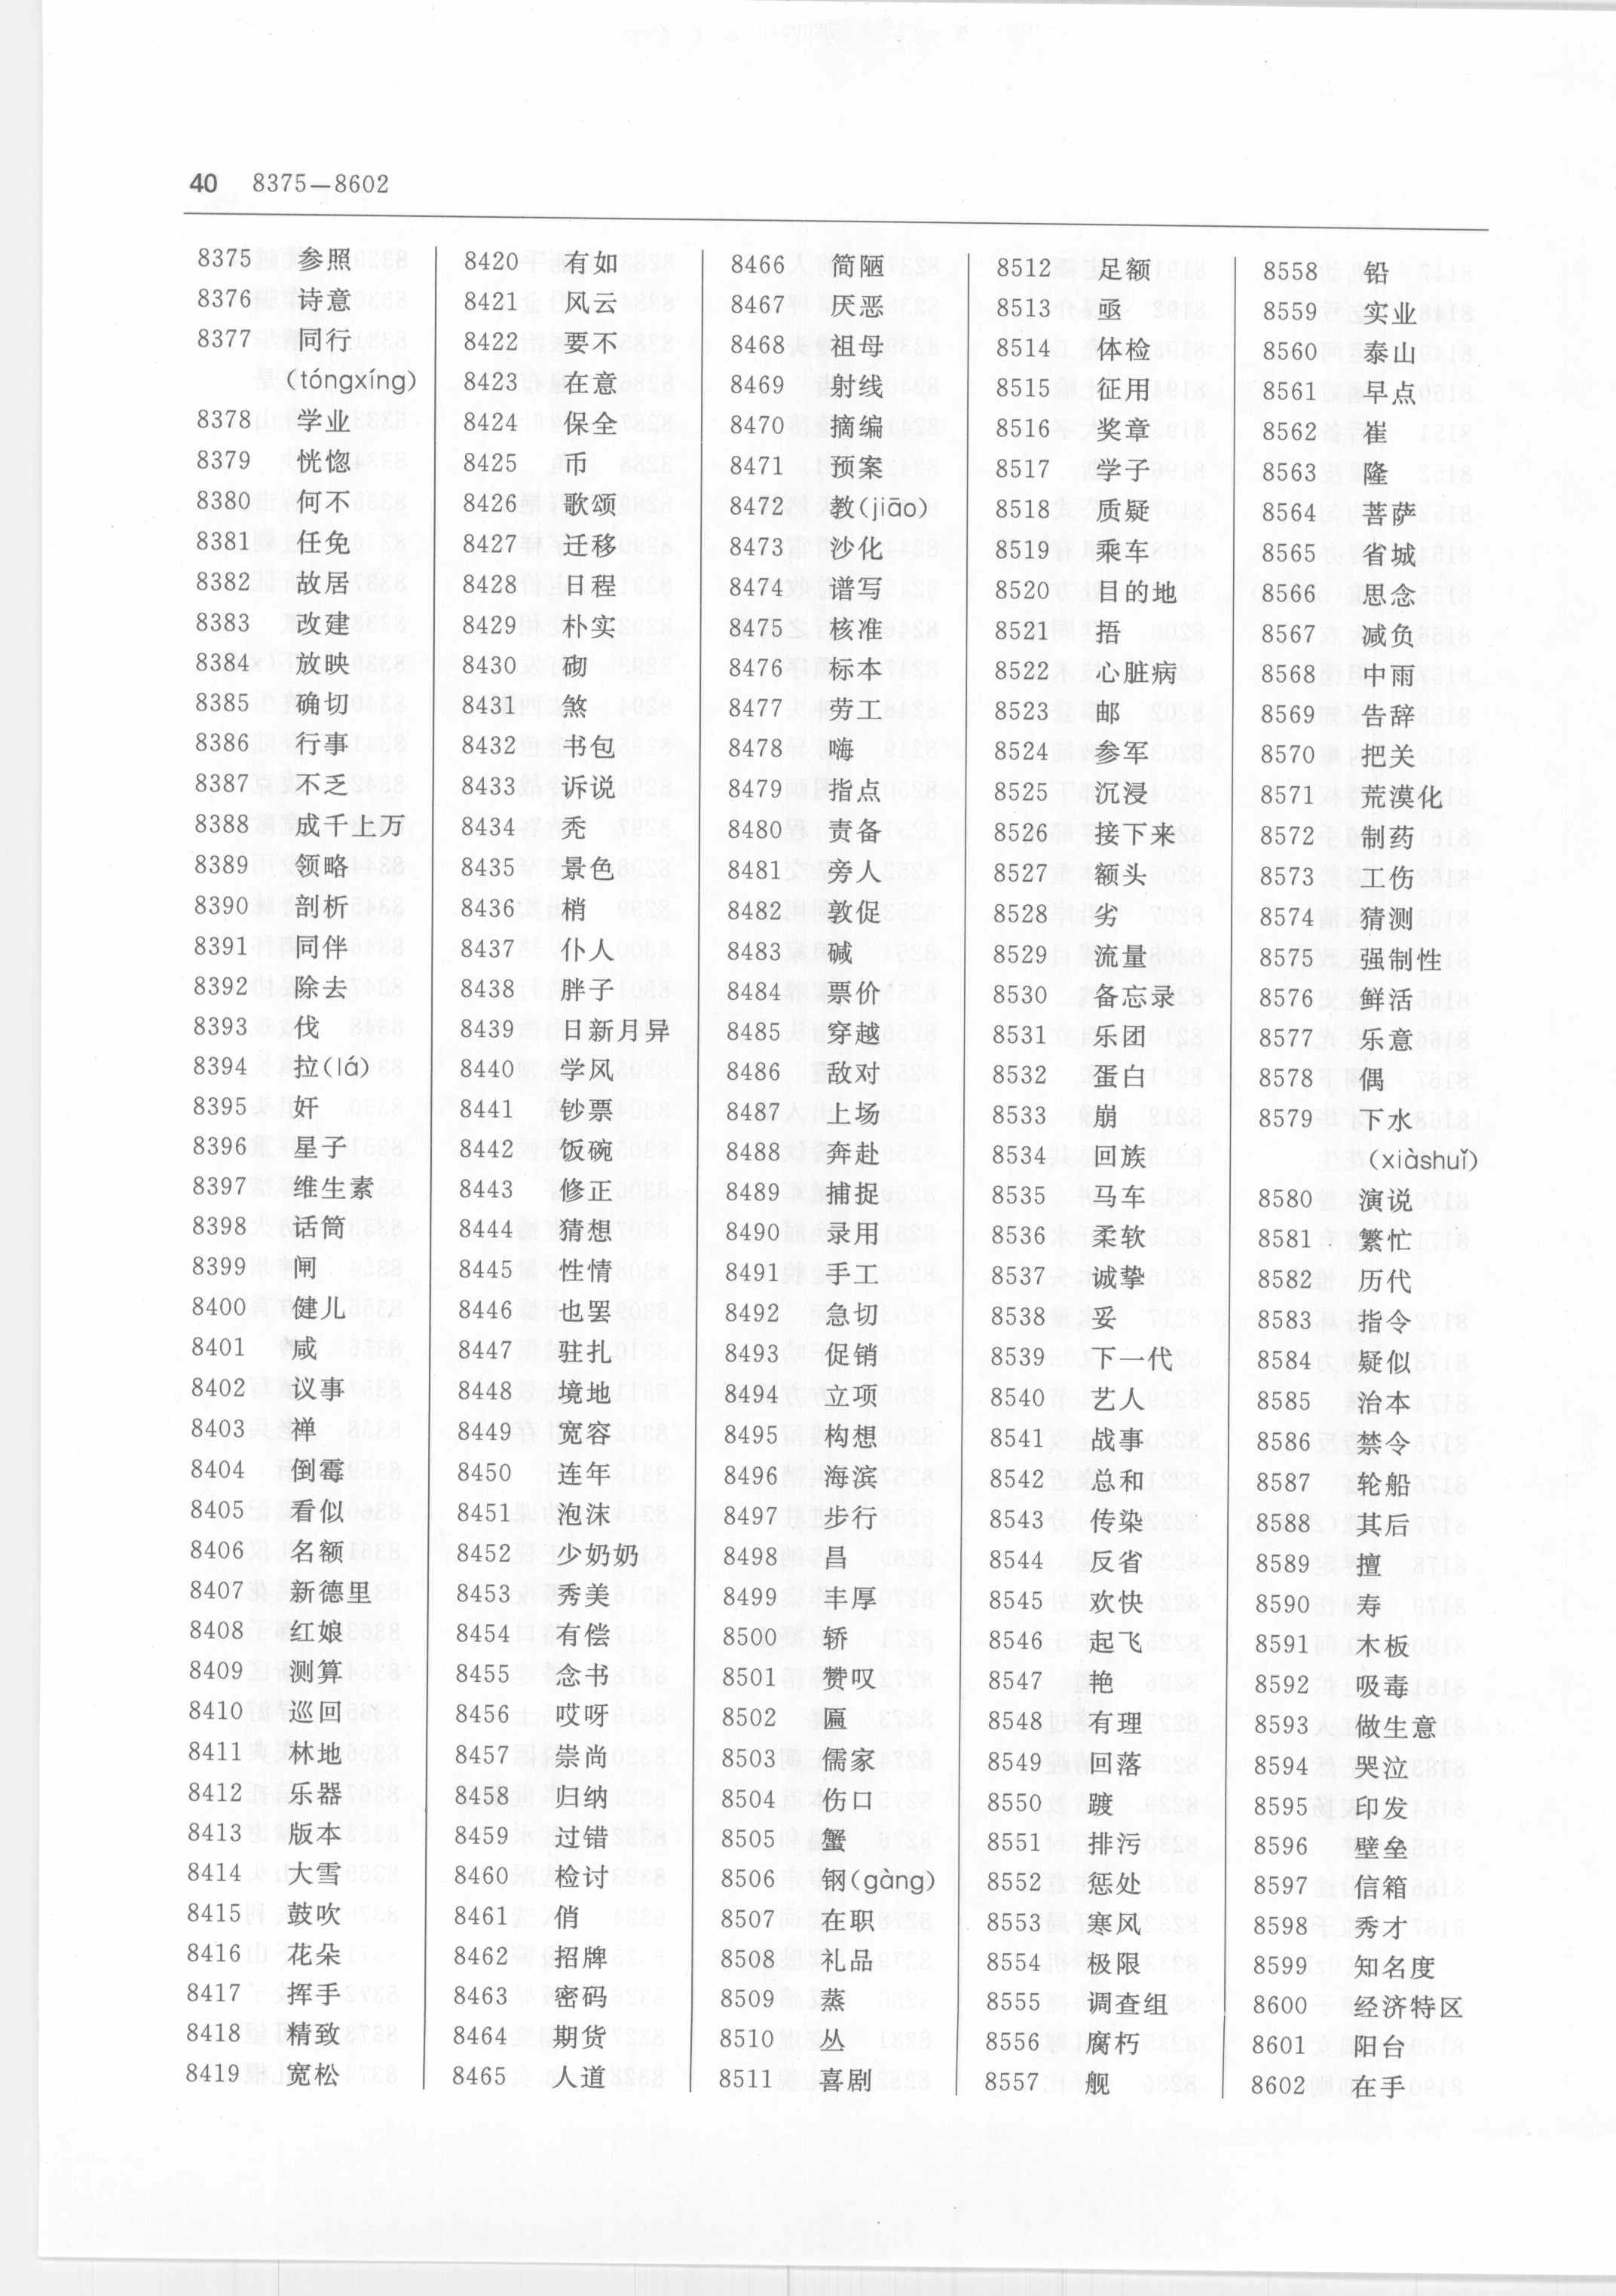 40 8375—8602
8375 参照
8376 诗意
8377 同行
(tóngxíng)
8378 学业
8379 恍惚
8380 何不
8381 任免
8382 故居
8383 改建
8384 放映
8385 确切
8386 行事
8387 不乏
8388 成千上万
8389 领略
8390 剖析
8391 同伴
8392 除去
8393 伐
8394 拉(lá)
8395 奸
8396 星子
8397 维生素
8398 话筒
8399 闸
8400 健儿
8401 咸
8402 议事
8403 禅
8404 倒霉
8405 看似
8406 名额
8407 新德里
8408 红娘
8409 测算
8410 巡回
8411 林地
8412 乐器
8413 版本
8414 大雪
8415 鼓吹
8416 花朵
8417 挥手
8418 精致
8419 宽松
8420 有如
8421 风云
8422 要不
8423 在意
8424 保全
8425 币
8426 歌颂
8427 迁移
8428 日程
8429 朴实
8430 砌
8431 煞
8432 书包
8433 诉说
8434 秃
8435 景色
8436 梢
8437 仆人
8438 胖子
8439 日新月异
8440 学风
8441 钞票
8442 饭碗
8443 修正
8444 猜想
8445 性情
8446 也罢
8447 驻扎
8448 境地
8449 宽容
8450 连年
8451 泡沫
8452 少奶奶
8453 秀美
8454 有偿
8455 念书
8456 哎呀
8457 崇尚
8458 归纳
8459 过错
8460 检讨
8461 俏
8462 招牌
8463 密码
8464 期货
8465 人道
8466 简陋
8467 厌恶
8468 祖母
8469 射线
8470 摘编
8471 预案
8472 教(jiāo)
8473 沙化
8474 谱写
8475 核准
8476 标本
8477 劳工
8478 嗨
8479 指点
8480 责备
8481 旁人
8482 敦促
8483 碱
8484 票价
8485 穿越
8486 敌对
8487 上场
8488 奔赴
8489 捕捉
8490 录用
8491 手工
8492 急切
8493 促销
8494 立项
8495 构想
8496 海滨
8497 步行
8498 昌
8499 丰厚
8500 轿
8501 赞叹
8502 匾
8503 儒家
8504 伤口
8505 蟹
8506 钢(gàng)
8507 在职
8508 礼品
8509 蒸
8510 丛
8511 喜剧
8512 足额
8513 亟
8514 体检
8515 征用
8516 奖章
8517 学子
8518 质疑
8519 乘车
8520 目的地
8521 捂
8522 心脏病
8523 邮
8524 参军
8525 沉浸
8526 接下来
8527 额头
8528 劣
8529 流量
8530 备忘录
8531 乐团
8532 蛋白
8533 崩
8534 回族
8535 马车
8536 柔软
8537 诚挚
8538 妥
8539 下一代
8540 艺人
8541 战事
8542 总和
8543 传染
8544 反省
8545 欢快
8546 起飞
8547 艳
8548 有理
8549 回落
8550 踱
8551 排污
8552 惩处
8553 寒风
8554 极限
8555 调查组
8556 腐朽
8557 舰
8558 铅
8559 实业
8560 泰山
8561 早点
8562 崔
8563 隆
8564 菩萨
8565 省城
8566 思念
8567 减负
8568 中雨
8569 告辞
8570 把关
8571 荒漠化
8572 制药
8573 工伤
8574 猜测
8575 强制性
8576 鲜活
8577 乐意
8578 偶
8579 下水
(xiàshuǐ)
8580 演说
8581 繁忙
8582 历代
8583 指令
8584 疑似
8585 治本
8586 禁令
8587 轮船
8588 其后
8589 擅
8590 寿
8591 木板
8592 吸毒
8593 做生意
8594 哭泣
8595 印发
8596 壁垒
8597 信箱
8598 秀才
8599 知名度
8600 经济特区
8601 阳台
8602 在手